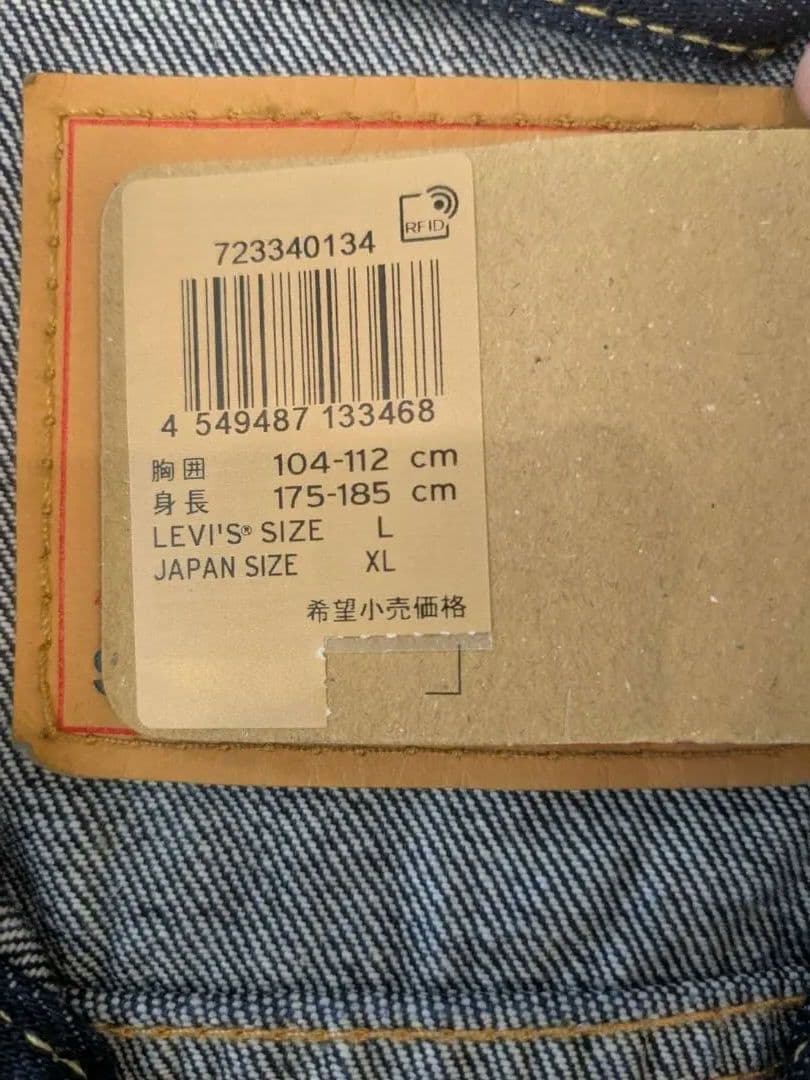 RFID
723340134
4 549487 133468
胸囲 104-112 cm
身長 175-185 cm
LEVI'S® SIZE L
JAPAN SIZE XL
希望小売価格